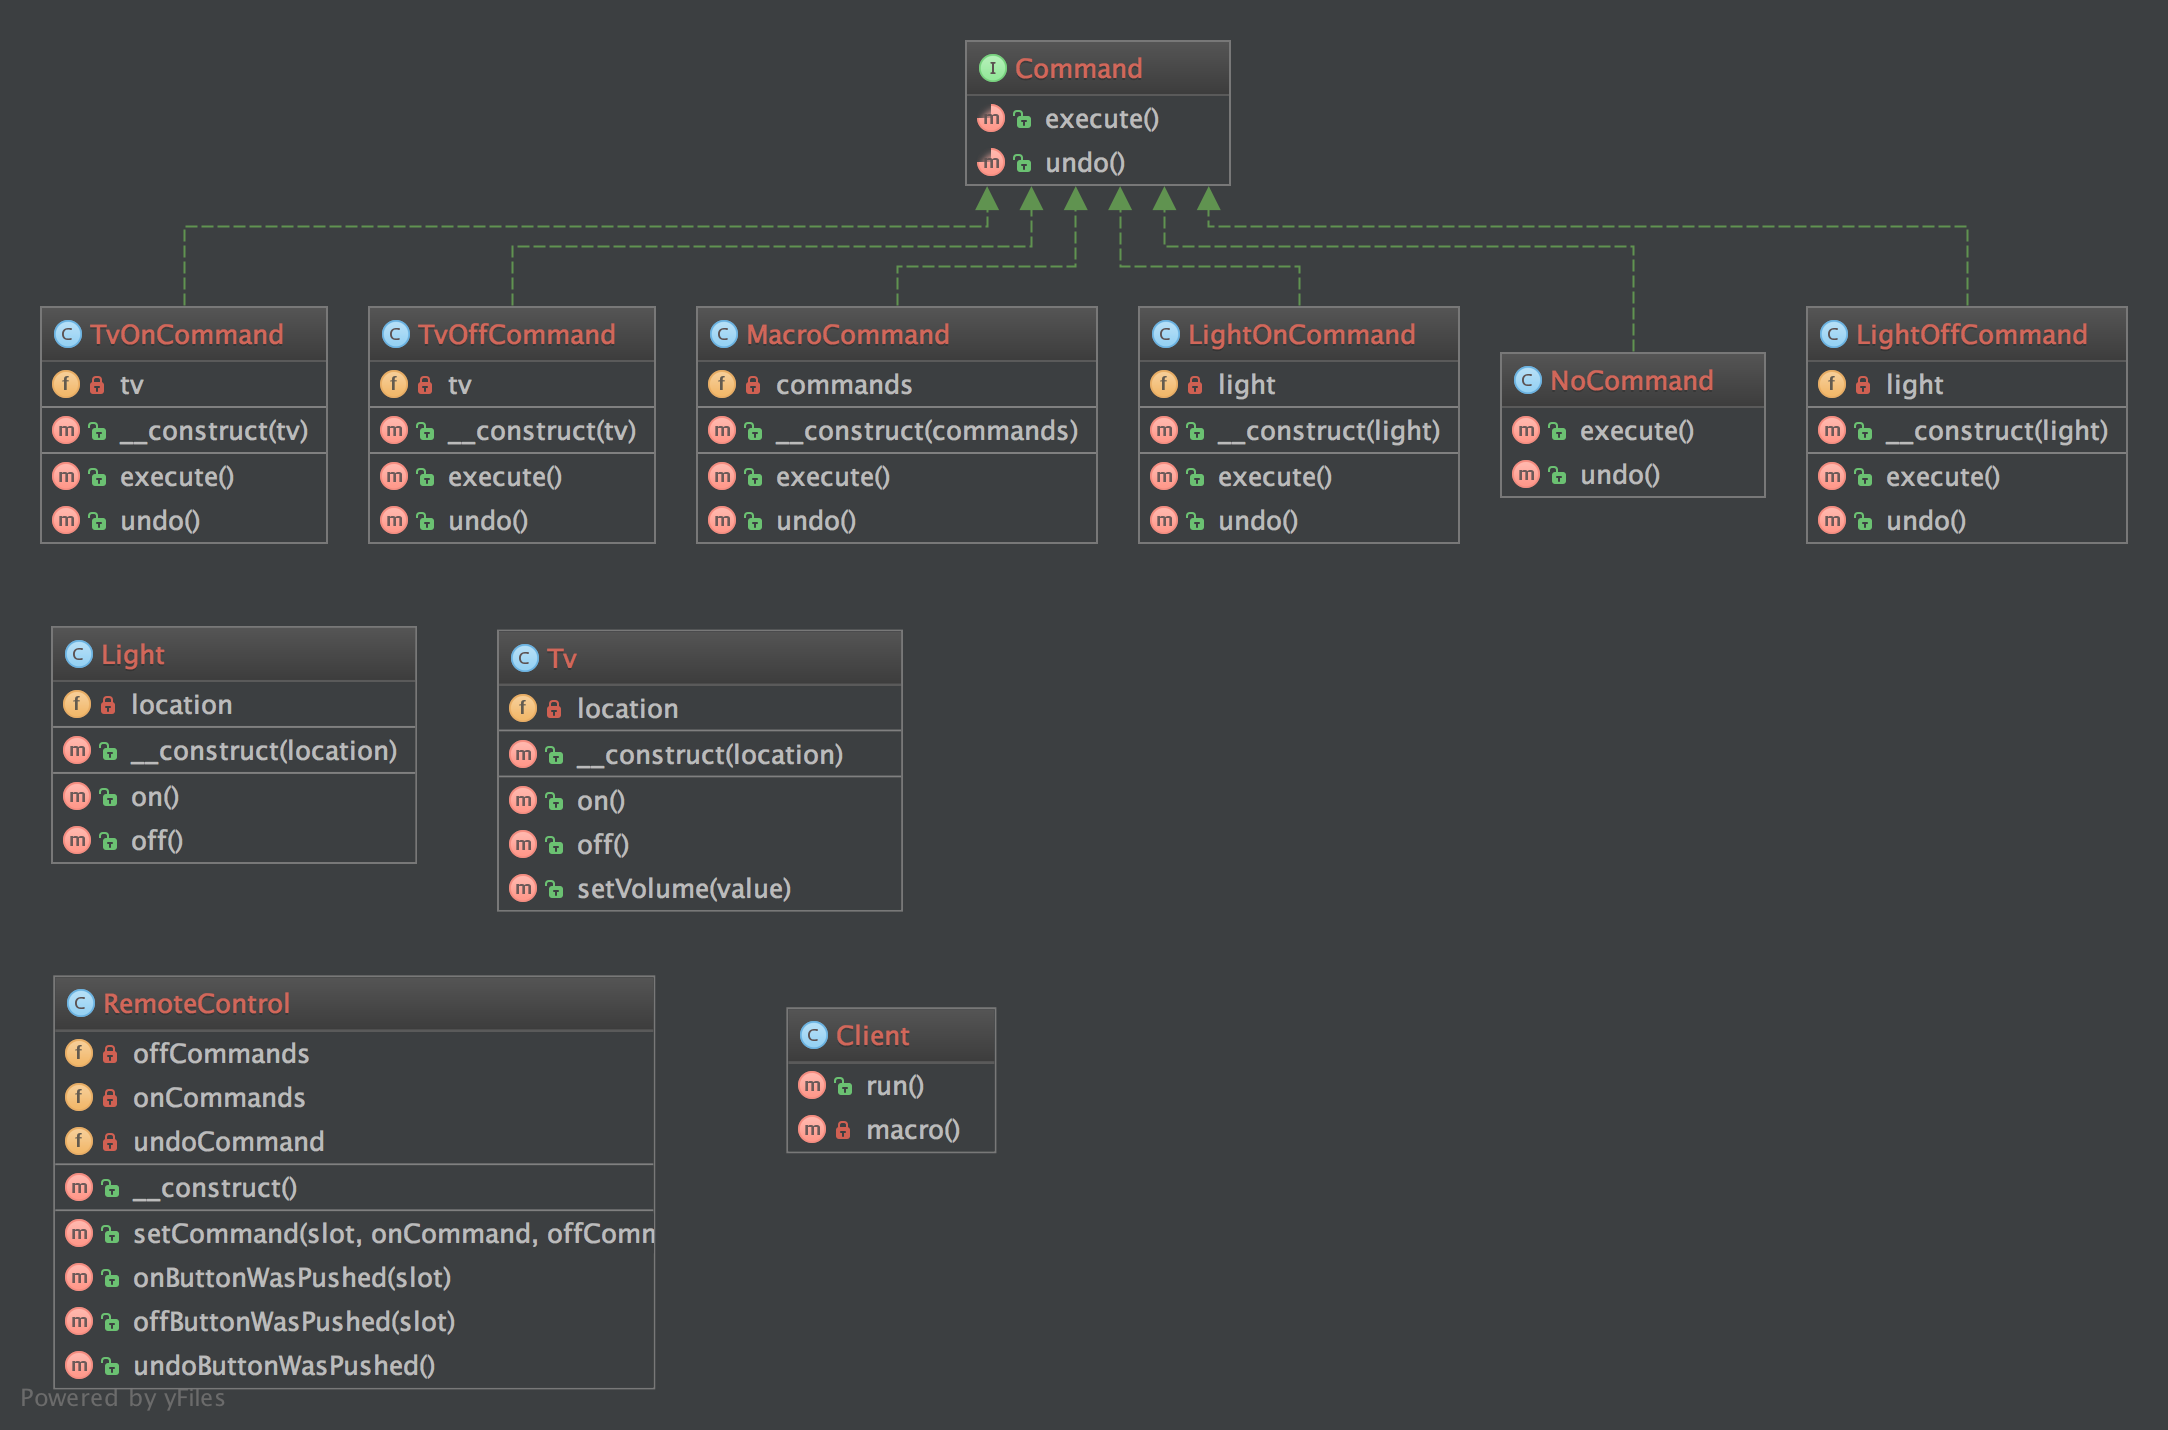 I Command
m execute()
m undo()
C TvOnCommand
f tv
m __construct(tv)
m execute()
m undo()
C TvOffCommand
f tv
m __construct(tv)
m execute()
m undo()
C MacroCommand
f commands
m __construct(commands)
m execute()
m undo()
C LightOnCommand
f light
m __construct(light)
m execute()
m undo()
C NoCommand
m execute()
m undo()
C LightOffCommand
f light
m __construct(light)
m execute()
m undo()
C Light
f location
m __construct(location)
m on()
m off()
C Tv
f location
m __construct(location)
m on()
m off()
m setVolume(value)
C RemoteControl
f offCommands
f onCommands
f undoCommand
m __construct()
m setCommand(slot, onCommand, offComm
m onButtonWasPushed(slot)
m offButtonWasPushed(slot)
m undoButtonWasPushed()
C Client
m run()
m macro()
Powered by yFiles